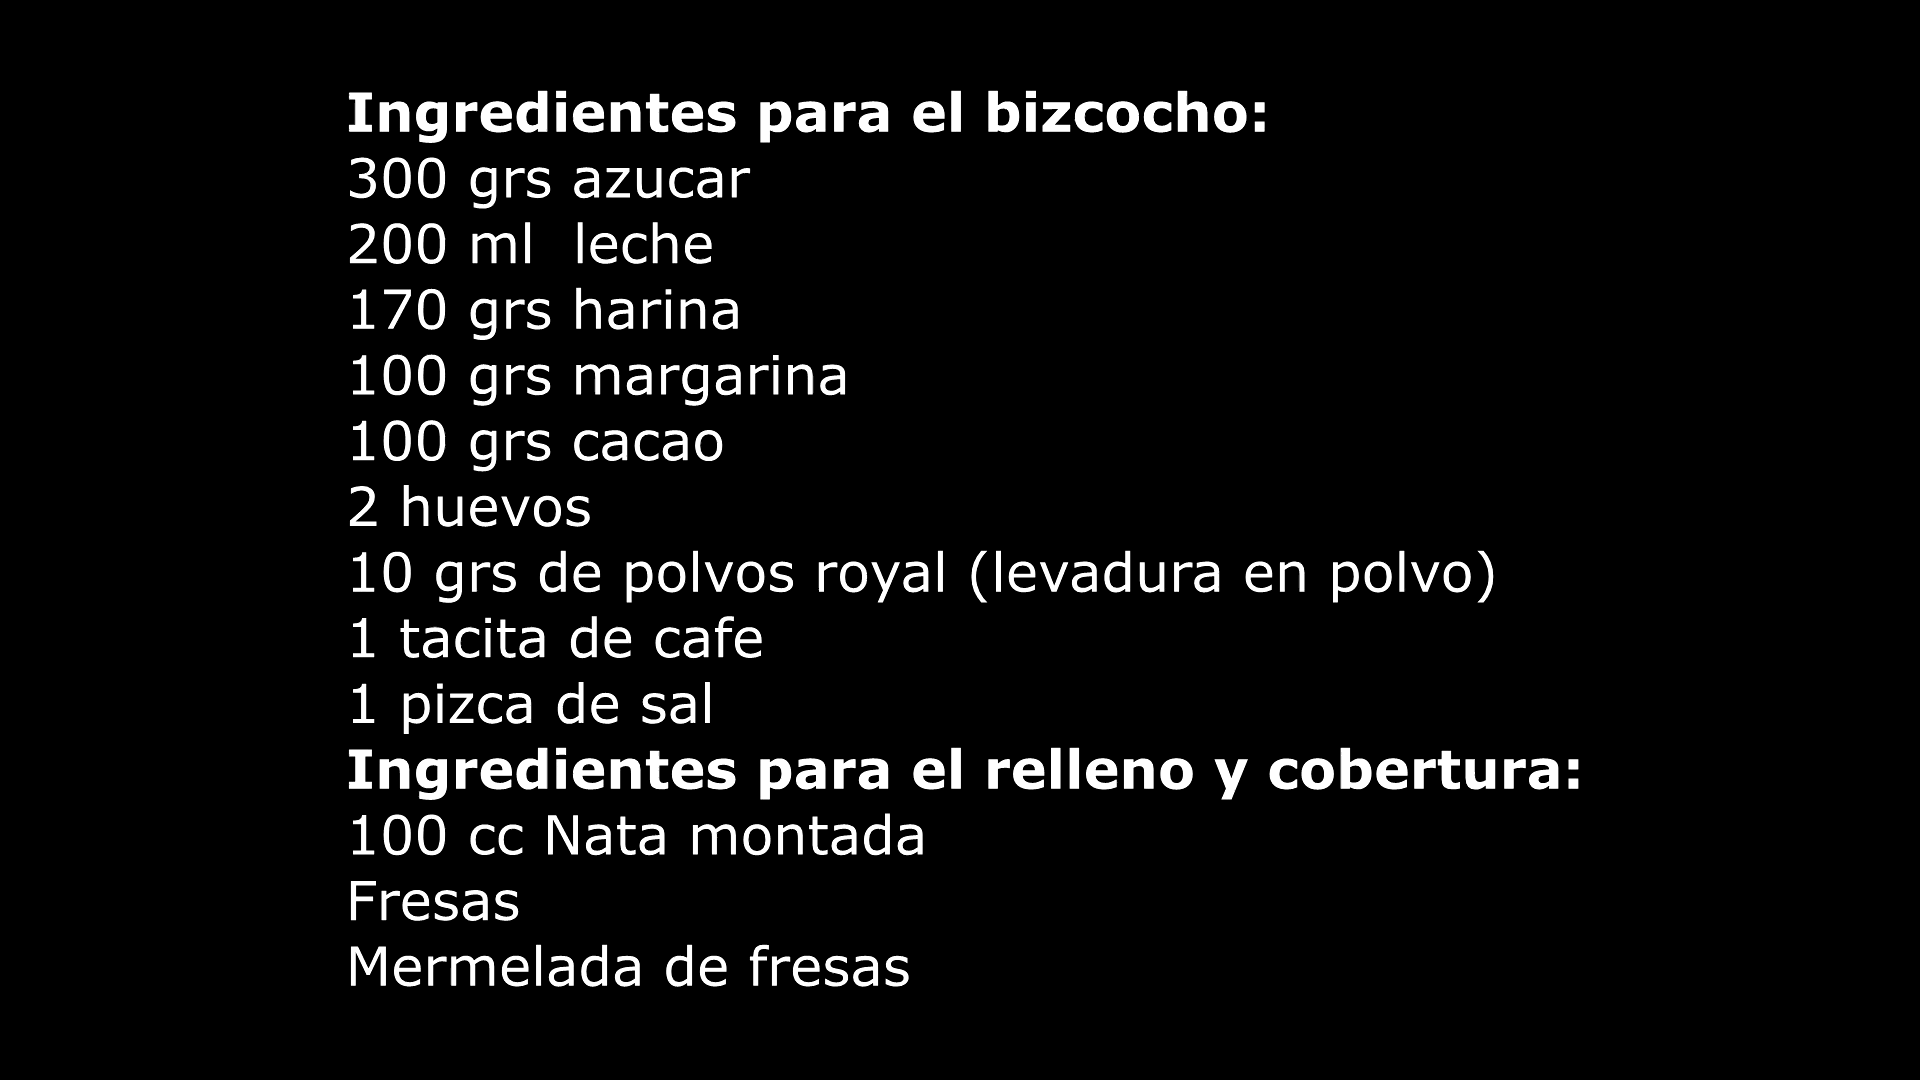 Ingredientes para el bizcocho:
300 grs azucar
200 ml  leche
170 grs harina
100 grs margarina
100 grs cacao
2 huevos
10 grs de polvos royal (levadura en polvo)
1 tacita de cafe
1 pizca de sal
Ingredientes para el relleno y cobertura:
100 cc Nata montada
Fresas
Mermelada de fresas